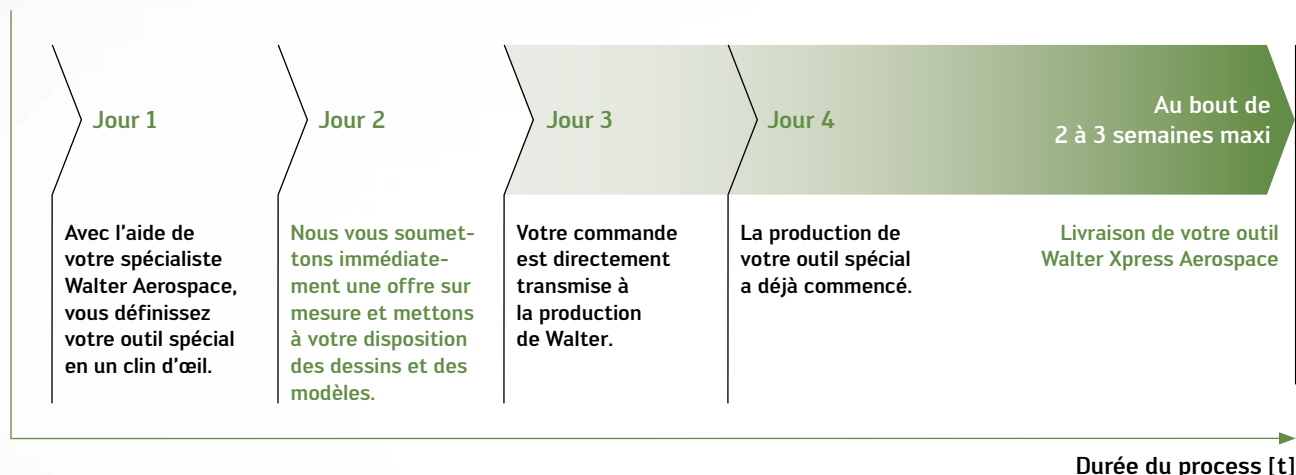 Jour 1
Avec l’aide de
votre spécialiste
Walter Aerospace,
vous définissez
votre outil spécial
en un clin d’œil.
Jour 2
Nous vous soumet-
tons immédiate-
ment une offre sur
mesure et mettons
à votre disposition
des dessins et des
modèles.
Jour 3
Votre commande
est directement
transmise à
la production
de Walter.
Jour 4
La production de
votre outil spécial
a déjà commencé.
Au bout de
2 à 3 semaines maxi
Livraison de votre outil
Walter Xpress Aerospace
Durée du process [t]